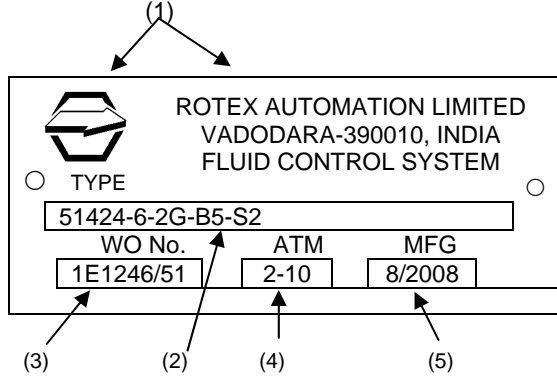 (1)
ROTEX AUTOMATION LIMITED
VADODARA-390010, INDIA
FLUID CONTROL SYSTEM
TYPE
51424-6-2G-B5-S2
WO No. ATM MFG
1E1246/51 2-10 8/2008
(3) (2) (4) (5)